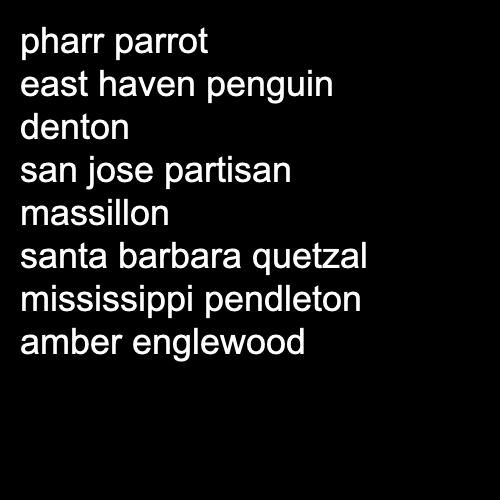 pharr parrot
east haven penguin
denton
san jose partisan
massillon
santa barbara quetzal
mississippi pendleton
amber englewood